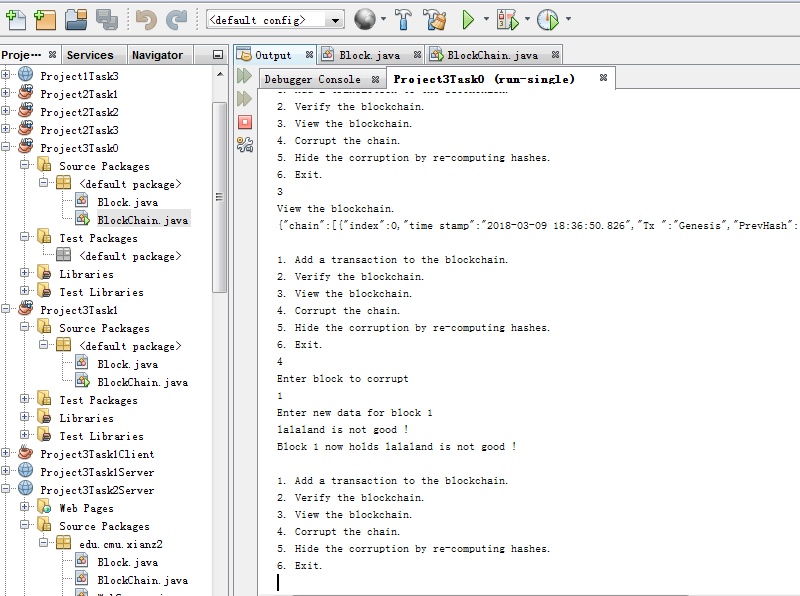 <default config>
Proje...
Services
Navigator
Output
Block.java
BlockChain.java
Debugger Console
Project3Task0 (run-single)
Project1Task3
Project2Task1
Project2Task2
Project2Task3
Project3Task0
Source Packages
<default package>
Block.java
BlockChain.java
Test Packages
<default package>
Libraries
Test Libraries
Project3Task1
Source Packages
<default package>
Block.java
BlockChain.java
Test Packages
Libraries
Test Libraries
Project3Task1Client
Project3Task1Server
Project3Task2Server
Web Pages
Source Packages
edu.cmu.xianz2
Block.java
BlockChain.java
1. Add a transaction to the blockchain.
2. Verify the blockchain.
3. View the blockchain.
4. Corrupt the chain.
5. Hide the corruption by re-computing hashes.
6. Exit.
3
View the blockchain.
{"chain":[{"index":0,"time stamp":"2018-03-09 18:36:50.826","Tx ":"Genesis","PrevHash":
1. Add a transaction to the blockchain.
2. Verify the blockchain.
3. View the blockchain.
4. Corrupt the chain.
5. Hide the corruption by re-computing hashes.
6. Exit.
4
Enter block to corrupt
1
Enter new data for block 1
lalaland is not good !
Block 1 now holds lalaland is not good !
1. Add a transaction to the blockchain.
2. Verify the blockchain.
3. View the blockchain.
4. Corrupt the chain.
5. Hide the corruption by re-computing hashes.
6. Exit.